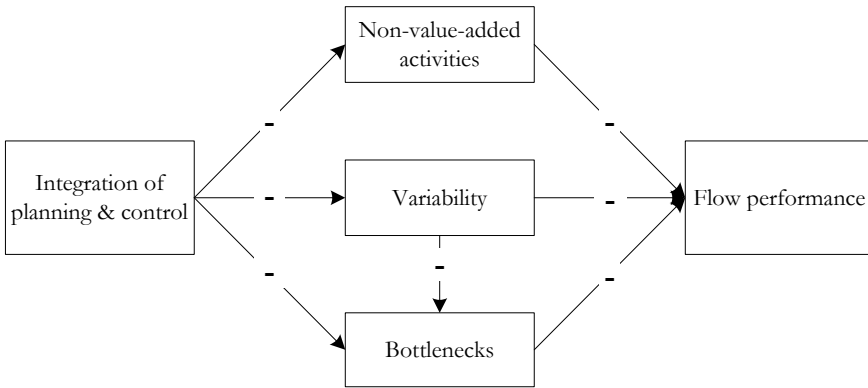 Non-value-added
activities
-
-
Integration of
planning & control
-
Variability
-
Flow performance
-
-
-
Bottlenecks